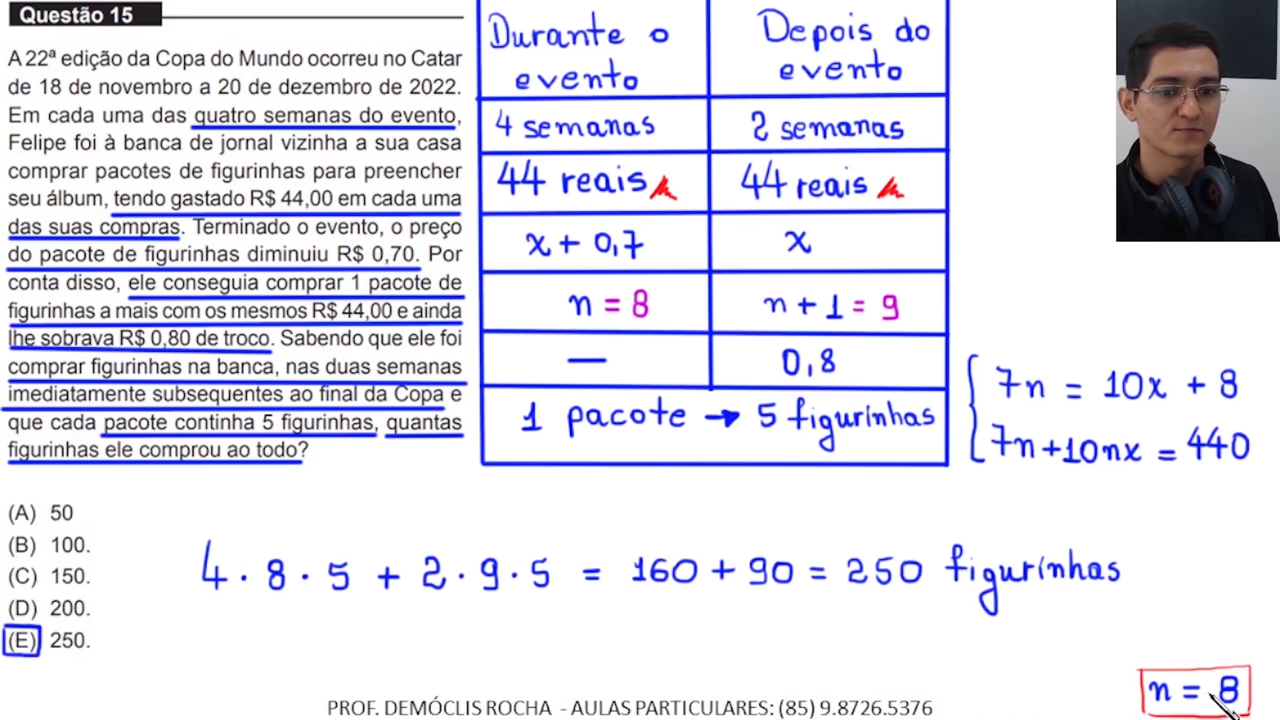 Questão 15
A 22ª edição da Copa do Mundo ocorreu no Catar
de 18 de novembro a 20 de dezembro de 2022.
Em cada uma das quatro semanas do evento,
Felipe foi à banca de jornal vizinha a sua casa
comprar pacotes de figurinhas para preencher
seu álbum, tendo gastado R$ 44,00 em cada uma
das suas compras. Terminado o evento, o preço
do pacote de figurinhas diminuiu R$ 0,70. Por
conta disso, ele conseguia comprar 1 pacote de
figurinhas a mais com os mesmos R$ 44,00 e ainda
lhe sobrava R$ 0,80 de troco. Sabendo que ele foi
comprar figurinhas na banca, nas duas semanas
imediatamente subsequentes ao final da Copa e
que cada pacote continha 5 figurinhas, quantas
figurinhas ele comprou ao todo?
(A) 50
(B) 100.
(C) 150.
(D) 200.
(E) 250.
Durante o
evento
Depois do
evento
4 semanas
2 semanas
44 reais
44 reais
x + 0,7
x
n = 8
n + 1 = 9
—
0,8
1 pacote → 5 figurinhas
7n = 10x + 8
7n + 10nx = 440
4 · 8 · 5 + 2 · 9 · 5 = 160 + 90 = 250 figurinhas
n = 8
PROF. DEMÓCLIS ROCHA - AULAS PARTICULARES: (85) 9.8726.5376